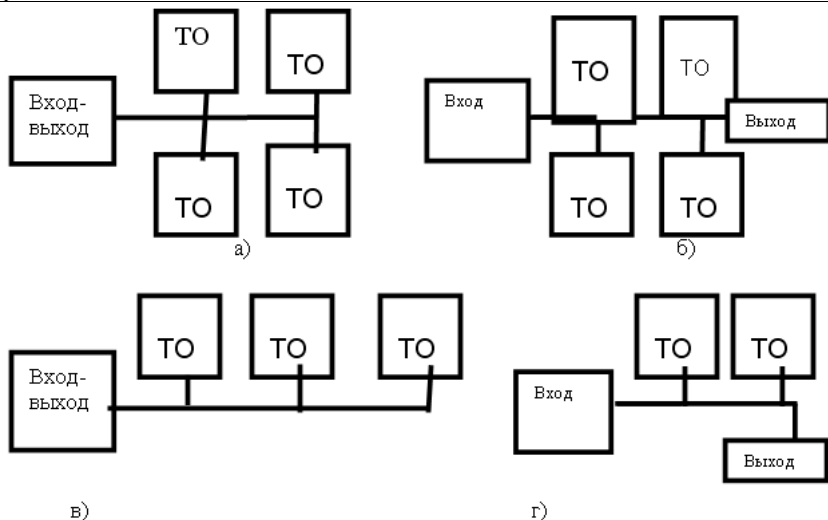 ТО
ТО
Вход-
выход
ТО
ТО
а)
ТО
ТО
Вход
Выход
ТО
ТО
б)
ТО
ТО
ТО
Вход-
выход
в)
ТО
ТО
Вход
Выход
г)